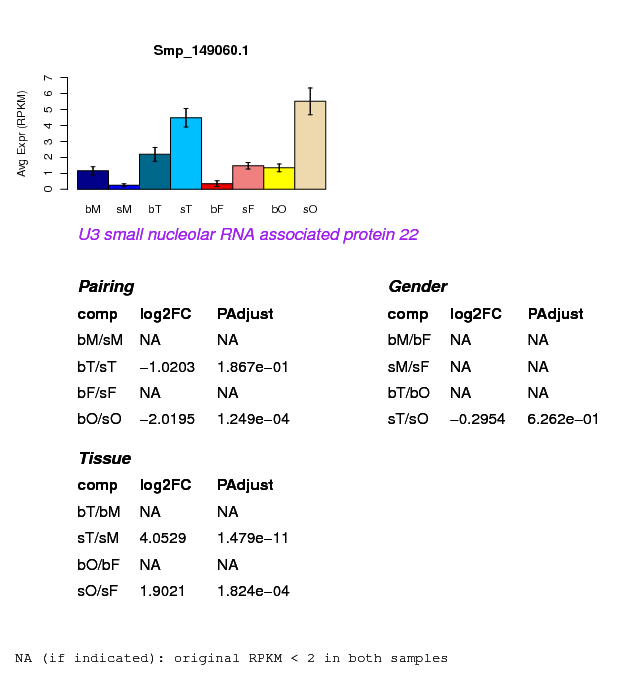 Smp_149060.1
Avg Expr (RPKM)
0 1 2 3 4 5 6 7
bM sM bT sT bF sF bO sO
U3 small nucleolar RNA associated protein 22
Pairing
comp log2FC PAdjust
bM/sM NA NA
bT/sT −1.0203 1.867e−01
bF/sF NA NA
bO/sO −2.0195 1.249e−04
Gender
comp log2FC PAdjust
bM/bF NA NA
sM/sF NA NA
bT/bO NA NA
sT/sO −0.2954 6.262e−01
Tissue
comp log2FC PAdjust
bT/bM NA NA
sT/sM 4.0529 1.479e−11
bO/bF NA NA
sO/sF 1.9021 1.824e−04
NA (if indicated): original RPKM < 2 in both samples